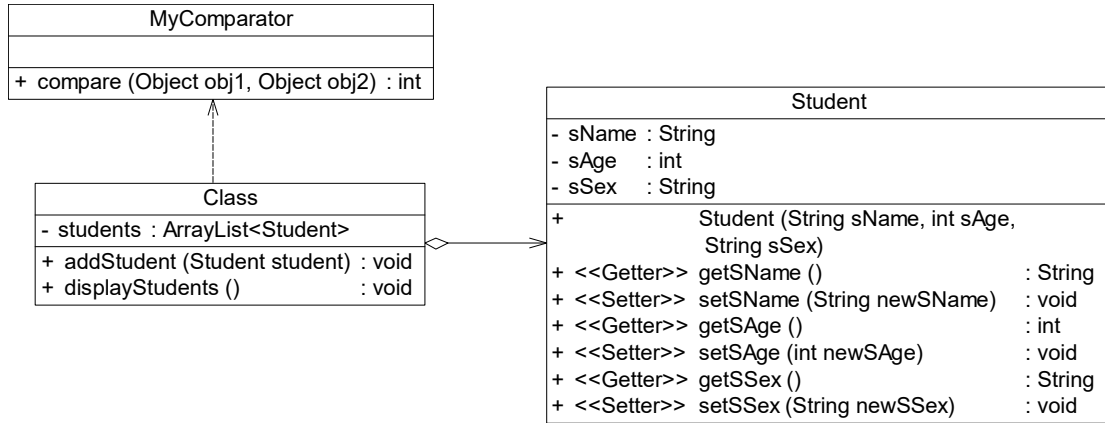 MyComparator
+ compare (Object obj1, Object obj2) : int
Class
- students : ArrayList<Student>
+ addStudent (Student student) : void
+ displayStudents () : void
Student
- sName : String
- sAge : int
- sSex : String
+ Student (String sName, int sAge,
String sSex)
+ <<Getter>> getSName () : String
+ <<Setter>> setSName (String newSName) : void
+ <<Getter>> getSAge () : int
+ <<Setter>> setSAge (int newSAge) : void
+ <<Getter>> getSSex () : String
+ <<Setter>> setSSex (String newSSex) : void